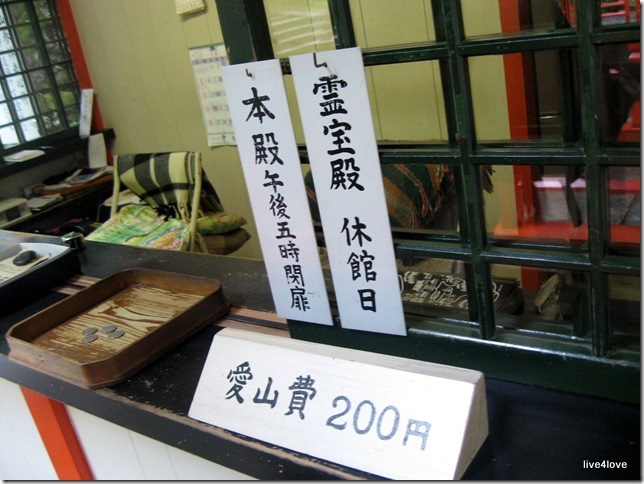 本殿午後五時閉扉
霊宝殿 休館日
愛山費 200円
live4love